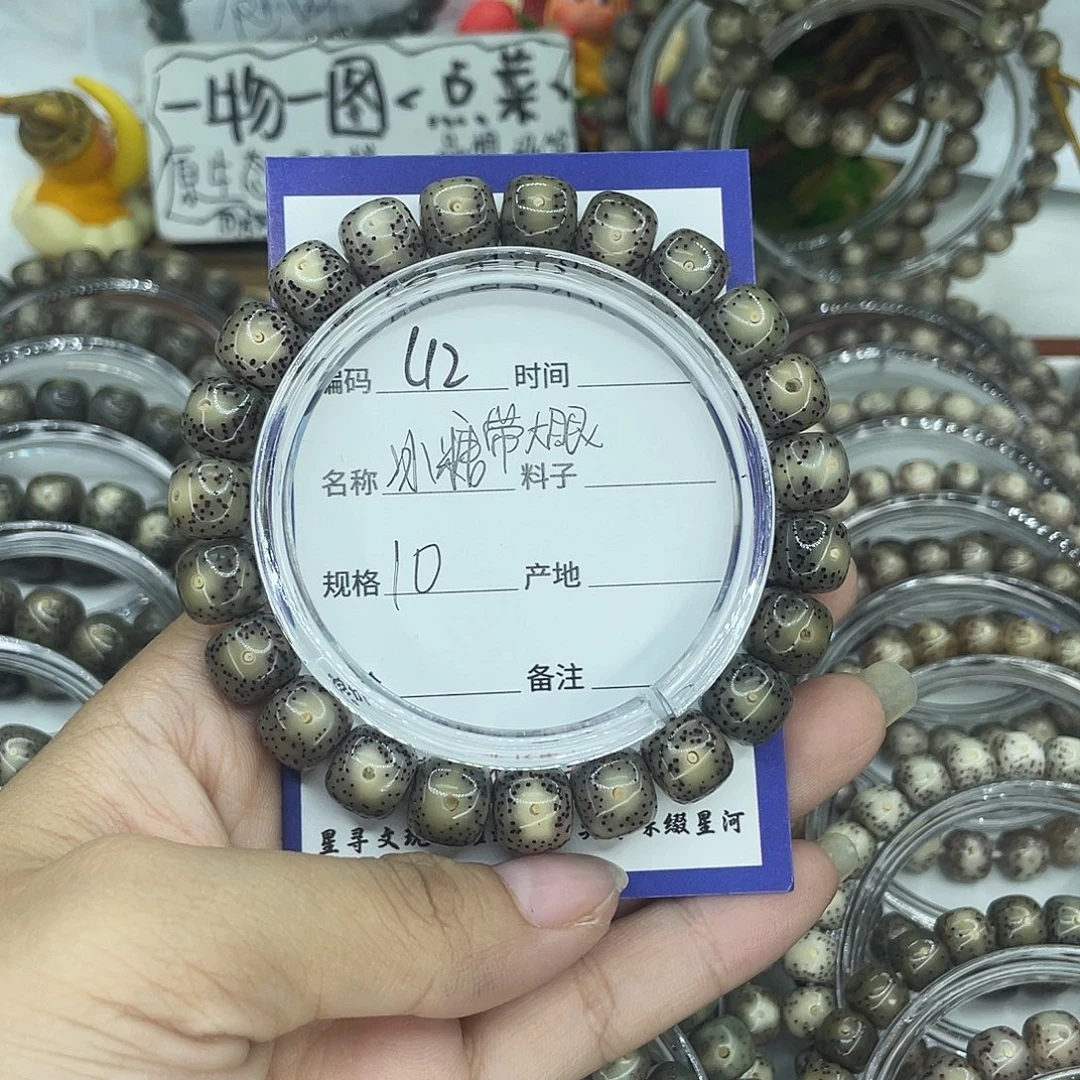 一物一图<点菜
编码 42 时间
名称 冰糖带大眼 料子
规格 10 产地
备注
星寻文玩 缀星河